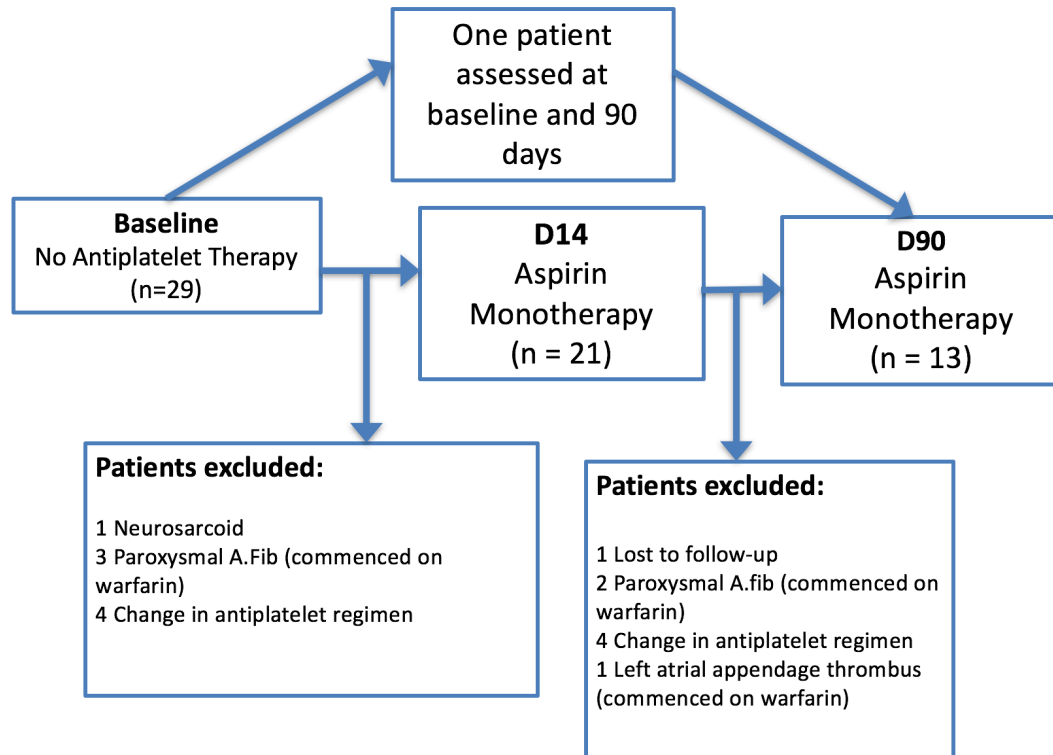 One patient
assessed at
baseline and 90
days
Baseline
No Antiplatelet Therapy
(n=29)
D14
Aspirin
Monotherapy
(n = 21)
D90
Aspirin
Monotherapy
(n = 13)
Patients excluded:
1 Neurosarcoid
3 Paroxysmal A.Fib (commenced on
warfarin)
4 Change in antiplatelet regimen
Patients excluded:
1 Lost to follow-up
2 Paroxysmal A.fib (commenced on
warfarin)
4 Change in antiplatelet regimen
1 Left atrial appendage thrombus
(commenced on warfarin)